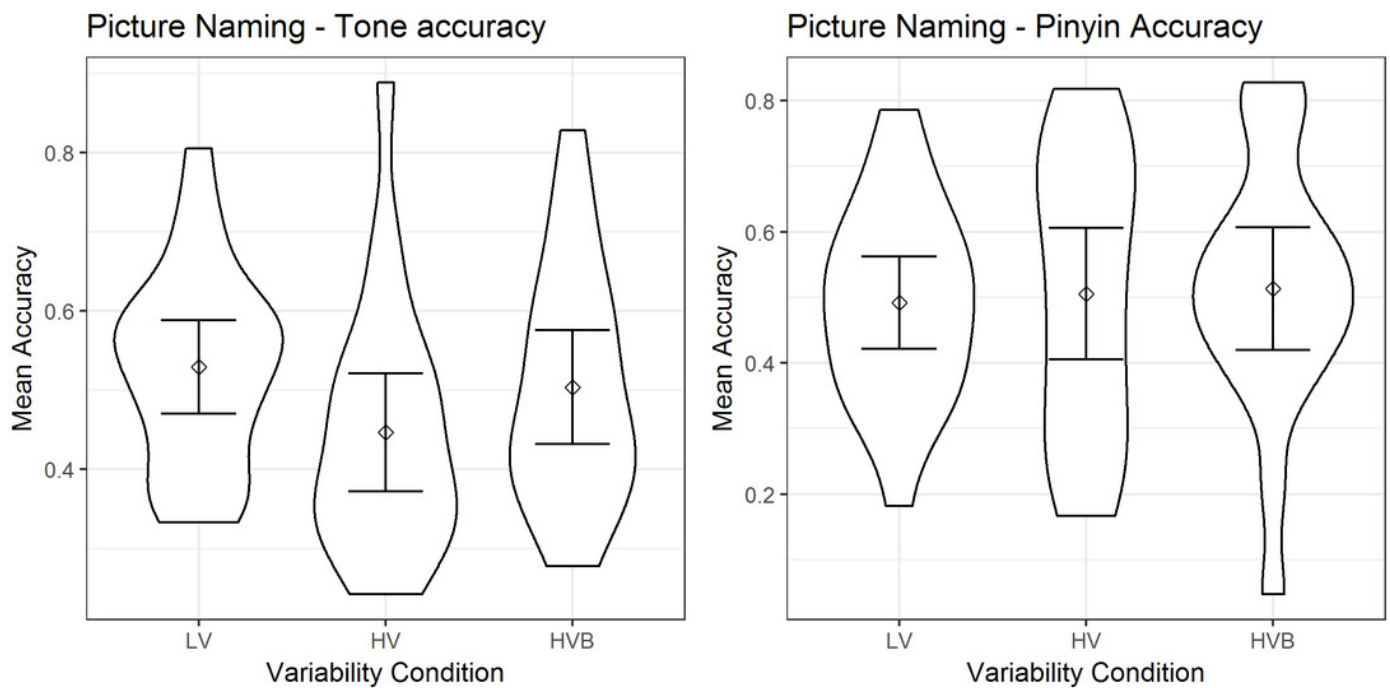 Picture Naming - Tone accuracy
Mean Accuracy
0.8
0.6
0.4
LV HV HVB
Variability Condition
Picture Naming - Pinyin Accuracy
Mean Accuracy
0.8
0.6
0.4
0.2
LV HV HVB
Variability Condition